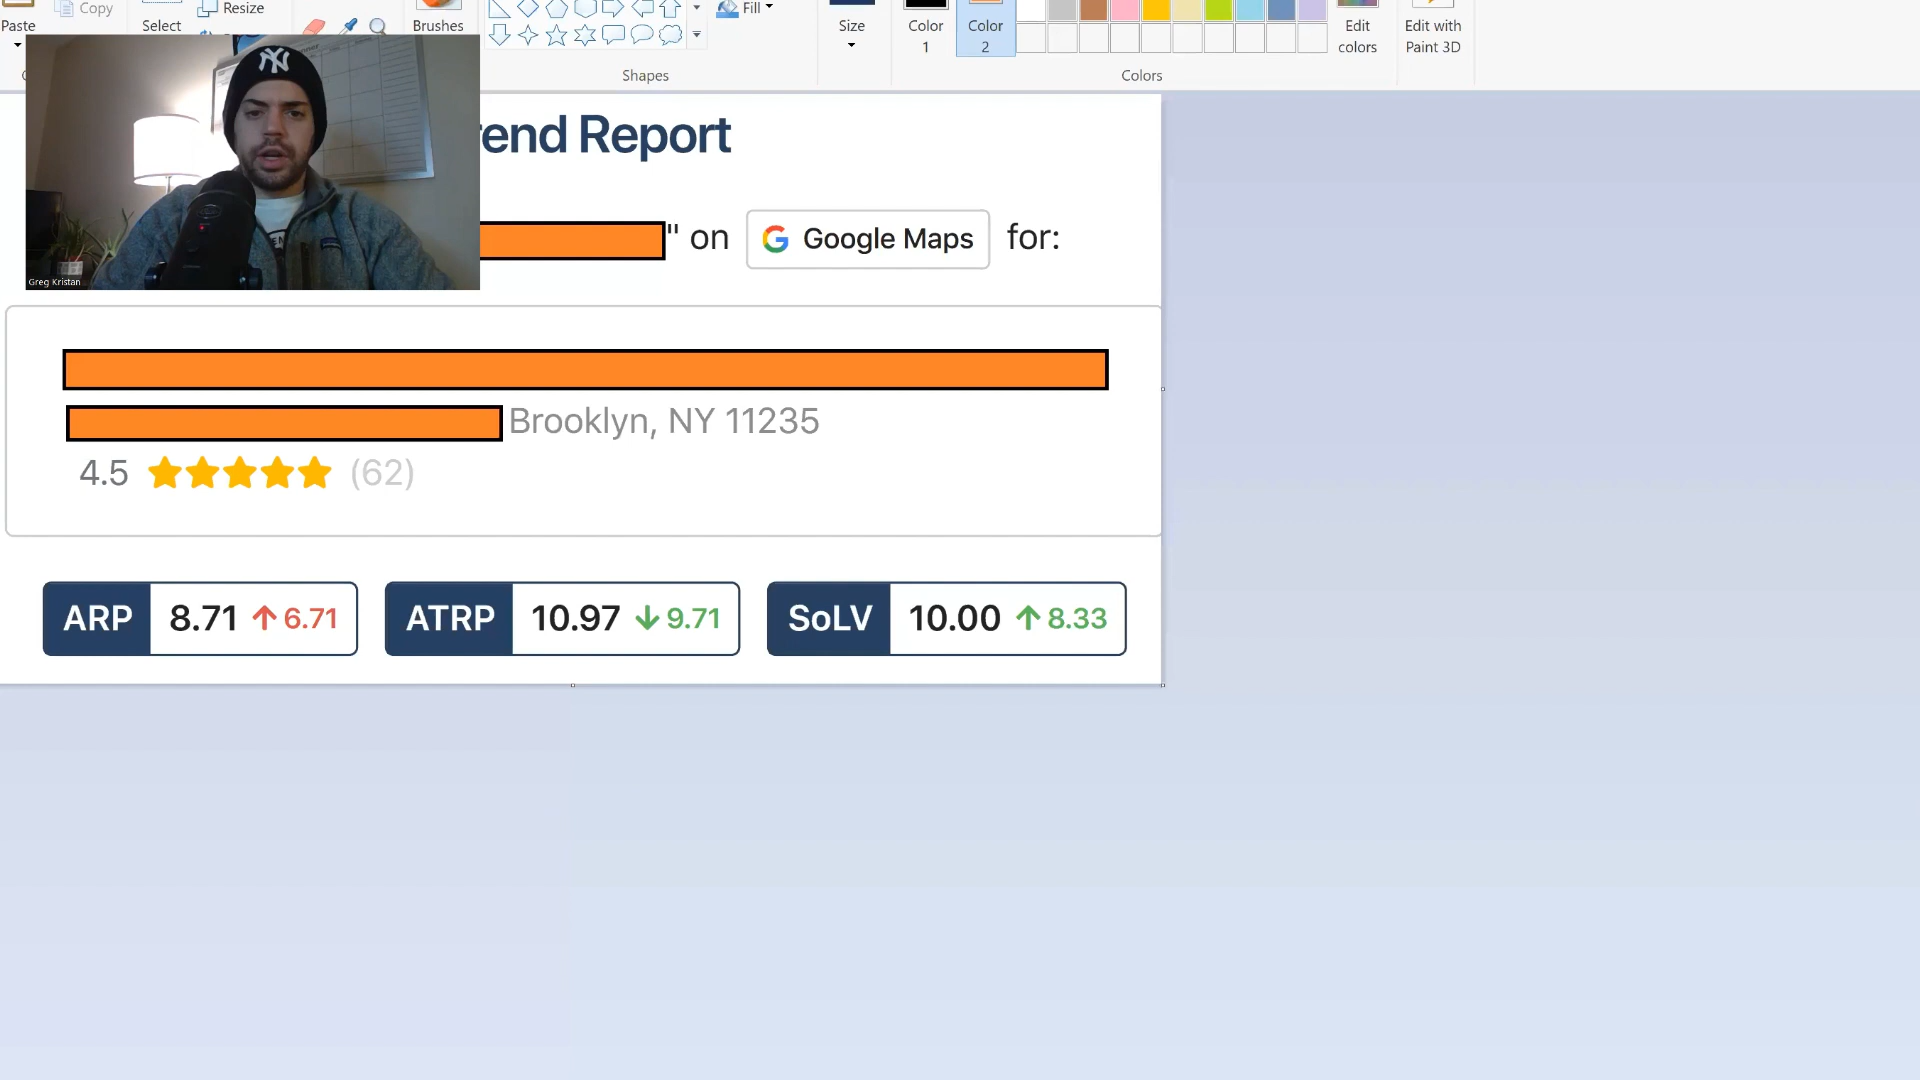 Paste
Copy
Select
Resize
Brushes
Fill
Size
Color
1
Color
2
Edit
colors
Edit with
Paint 3D
Shapes
Colors
NY
Greg Kristan
rend Report
" on Google Maps for:
Brooklyn, NY 11235
4.5 (62)
ARP 8.71 ↑ 6.71
ATRP 10.97 ↓ 9.71
SoLV 10.00 ↑ 8.33